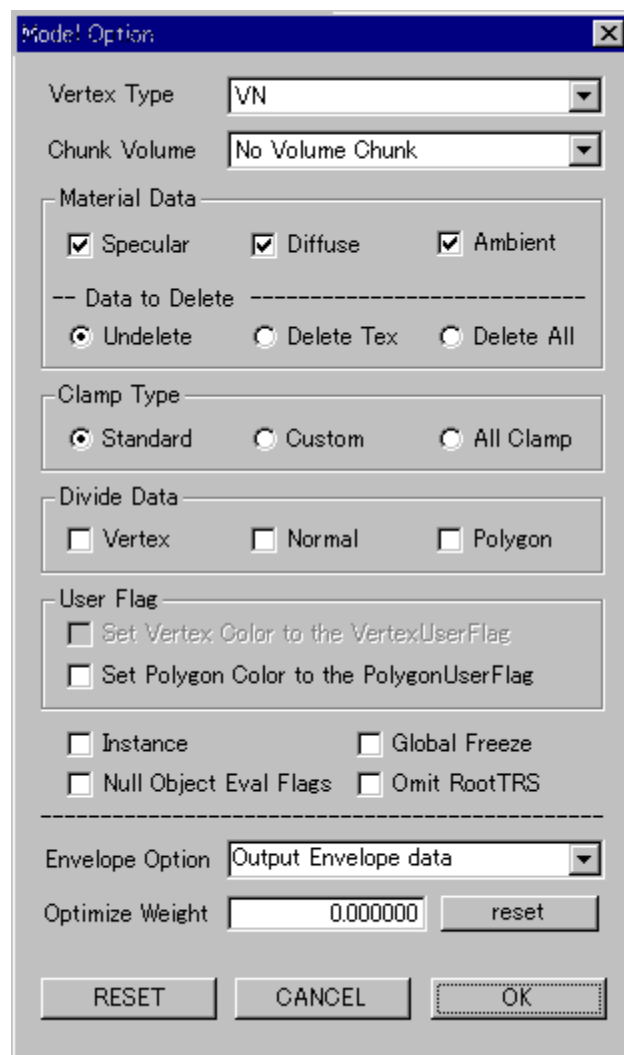 Model Option
Vertex Type VN
Chunk Volume No Volume Chunk
Material Data
Specular Diffuse Ambient
-- Data to Delete ----------------------------
Undelete Delete Tex Delete All
Clamp Type
Standard Custom All Clamp
Divide Data
Vertex Normal Polygon
User Flag
Set Vertex Color to the VertexUserFlag
Set Polygon Color to the PolygonUserFlag
Instance Global Freeze
Null Object Eval Flags Omit RootTRS
Envelope Option Output Envelope data
Optimize Weight 0.000000 reset
RESET CANCEL OK